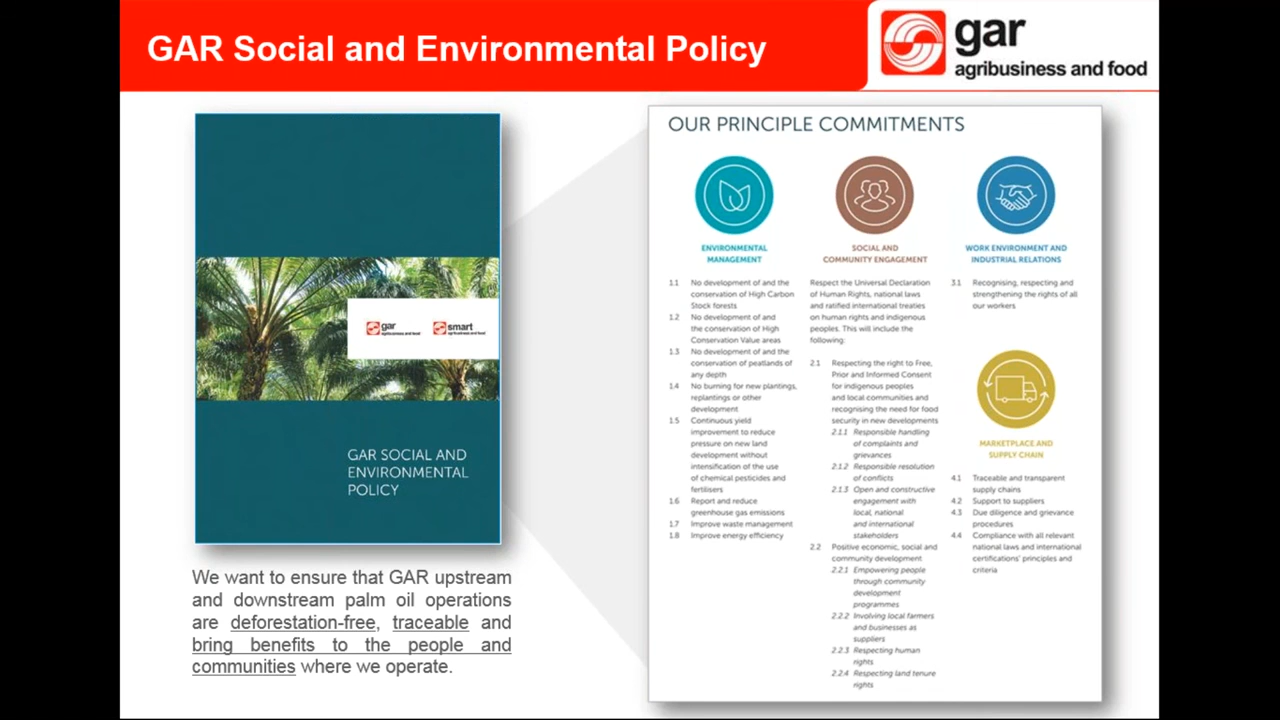 GAR Social and Environmental Policy
gar
agribusiness and food
gar
agribusiness and food
smart
agribusiness and food
GAR SOCIAL AND
ENVIRONMENTAL
POLICY
We want to ensure that GAR upstream
and downstream palm oil operations
are deforestation-free, traceable and
bring benefits to the people and
communities where we operate.
OUR PRINCIPLE COMMITMENTS
ENVIRONMENTAL
MANAGEMENT
1.1 No development of and the
conservation of High Carbon
Stock forests
1.2 No development of and
the conservation of High
Conservation Value areas
1.3 No development of and the
conservation of peatlands of
any depth
1.4 No burning for new plantings,
replantings or other
development
1.5 Continuous yield
improvement to reduce
pressure on new land
development without
intensification of the use
of chemical pesticides and
fertilisers
1.6 Report and reduce
greenhouse gas emissions
1.7 Improve waste management
1.8 Improve energy efficiency
SOCIAL AND
COMMUNITY ENGAGEMENT
Respect the Universal Declaration
of Human Rights, national laws
and ratified international treaties
on human rights and indigenous
peoples. This will include the
following:
2.1 Respecting the right to Free,
Prior and Informed Consent
for indigenous peoples
and local communities and
recognising the need for food
security in new developments
2.1.1 Responsible handling
of complaints and
grievances
2.1.2 Responsible resolution
of conflicts
2.1.3 Open and constructive
engagement with
local, national
and international
stakeholders
2.2 Positive economic, social and
community development
2.2.1 Empowering people
through community
development
programmes
2.2.2 Involving local farmers
and businesses as
suppliers
2.2.3 Respecting human
rights
2.2.4 Respecting land tenure
rights
WORK ENVIRONMENT AND
INDUSTRIAL RELATIONS
3.1 Recognising, respecting and
strengthening the rights of all
our workers
MARKETPLACE AND
SUPPLY CHAIN
4.1 Traceable and transparent
supply chains
4.2 Support to suppliers
4.3 Due diligence and grievance
procedures
4.4 Compliance with all relevant
national laws and international
certifications' principles and
criteria